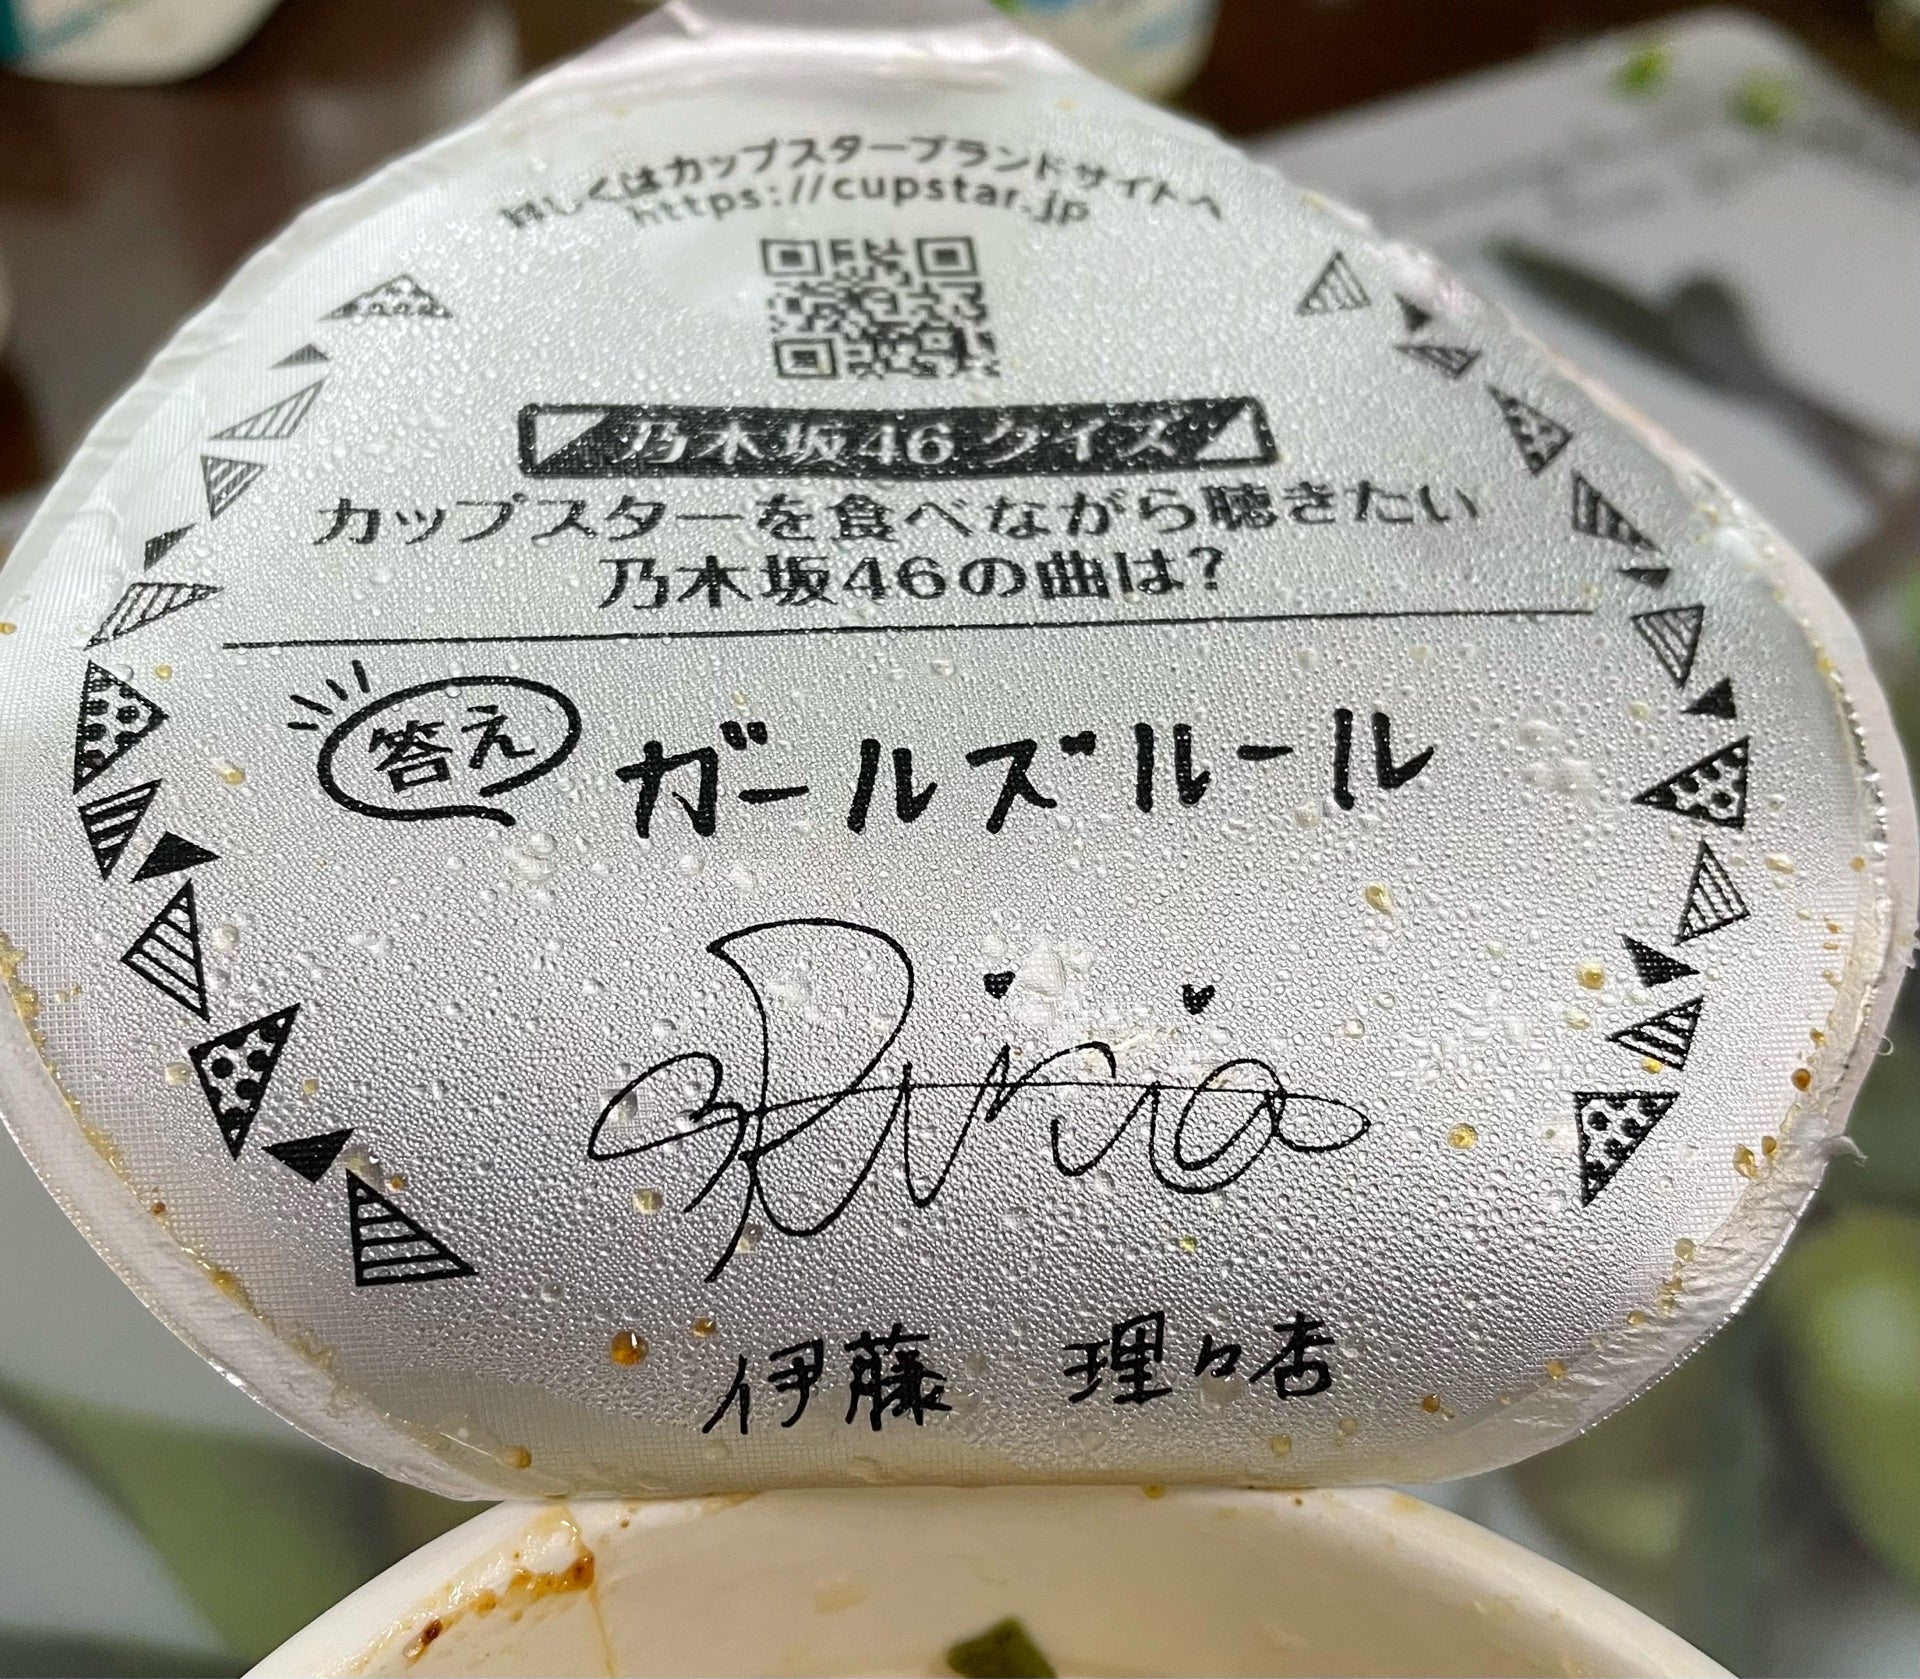 詳しくはカップスターブランドサイトへ
https://cupstar.jp
乃木坂46 クイズ
カップスターを食べながら聴きたい
乃木坂46の曲は?
答え ガールズルール
伊藤 理々杏